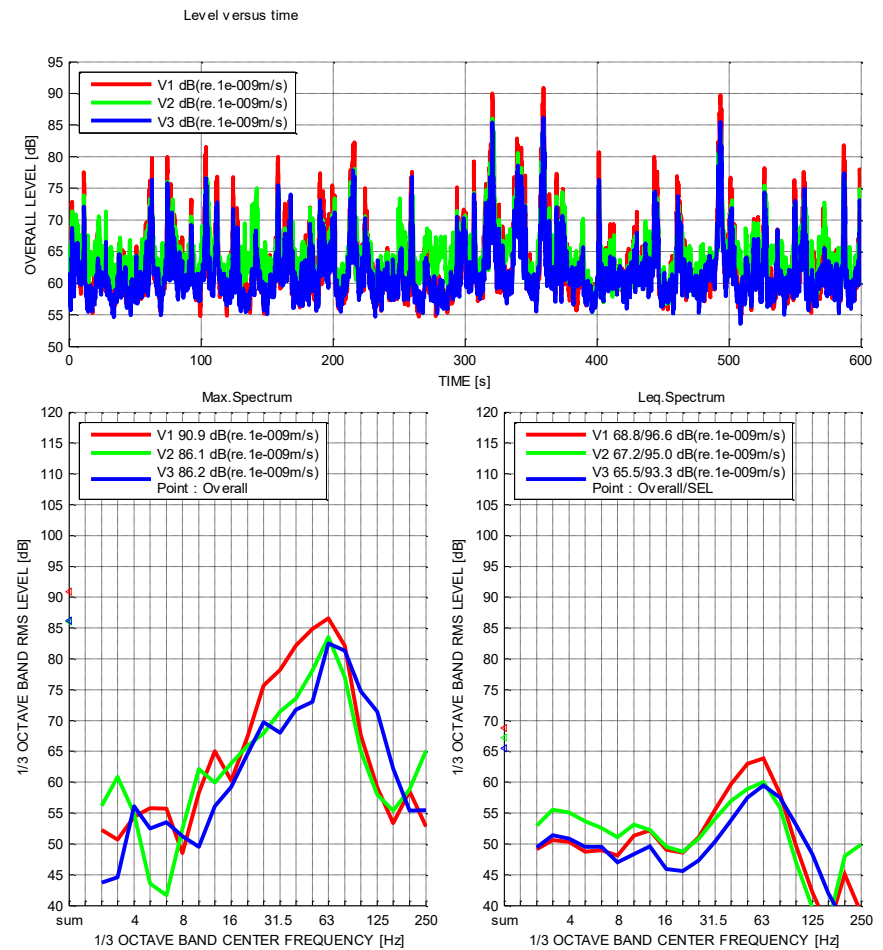 Level versus time
95
90
85
80
75
70
65
60
55
50
OVERALL LEVEL [dB]
V1 dB(re.1e-009m/s)
V2 dB(re.1e-009m/s)
V3 dB(re.1e-009m/s)
0 100 200 300 400 500 600
TIME [s]
Max.Spectrum
120
115
110
105
100
95
90
85
80
75
70
65
60
55
50
45
40
1/3 OCTAVE BAND RMS LEVEL [dB]
V1 90.9 dB(re.1e-009m/s)
V2 86.1 dB(re.1e-009m/s)
V3 86.2 dB(re.1e-009m/s)
Point : Overall
sum 4 8 16 31.5 63 125 250
1/3 OCTAVE BAND CENTER FREQUENCY [Hz]
Leq.Spectrum
120
115
110
105
100
95
90
85
80
75
70
65
60
55
50
45
40
1/3 OCTAVE BAND RMS LEVEL [dB]
V1 68.8/96.6 dB(re.1e-009m/s)
V2 67.2/95.0 dB(re.1e-009m/s)
V3 65.5/93.3 dB(re.1e-009m/s)
Point : Overall/SEL
sum 4 8 16 31.5 63 125 250
1/3 OCTAVE BAND CENTER FREQUENCY [Hz]